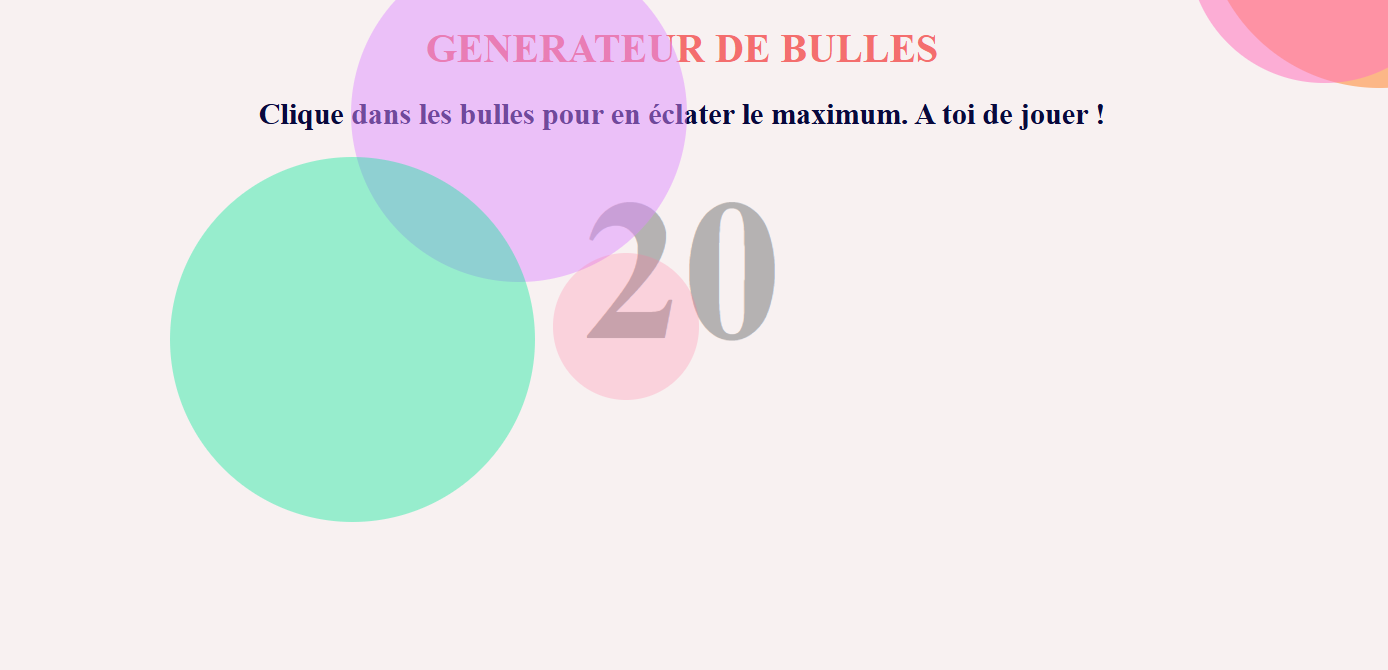 GENERATEUR DE BULLES
Clique dans les bulles pour en éclater le maximum. A toi de jouer !
20